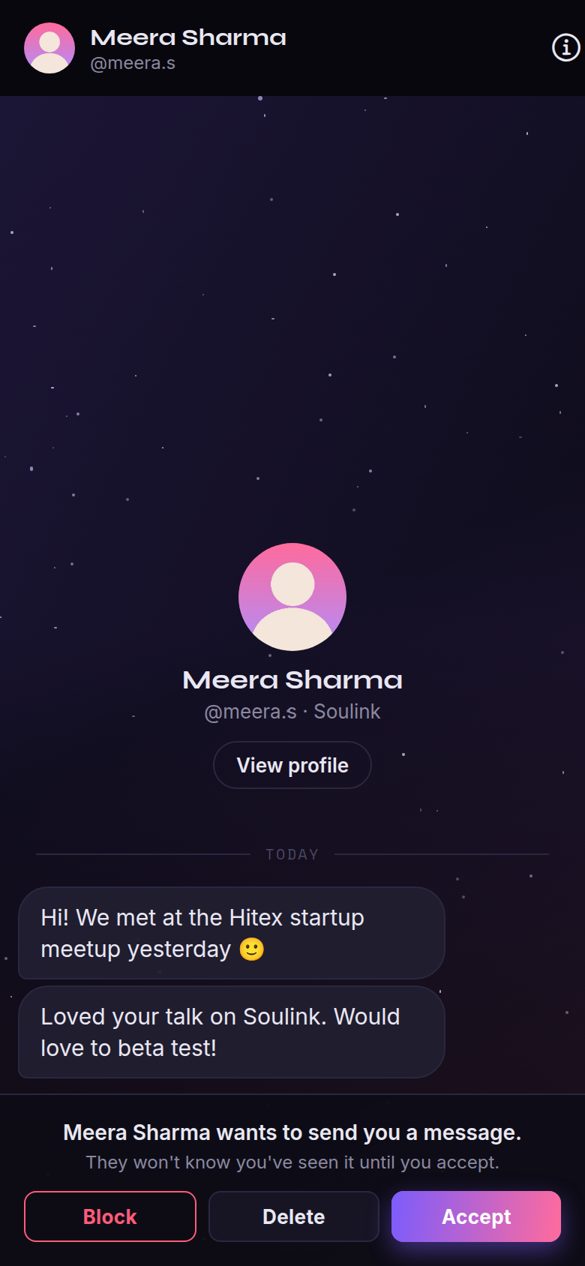 Meera Sharma
@meera.s
Meera Sharma
@meera.s · Soulink
View profile
TODAY
Hi! We met at the Hitex startup
meetup yesterday 🙂
Loved your talk on Soulink. Would
love to beta test!
Meera Sharma wants to send you a message.
They won't know you've seen it until you accept.
Block
Delete
Accept